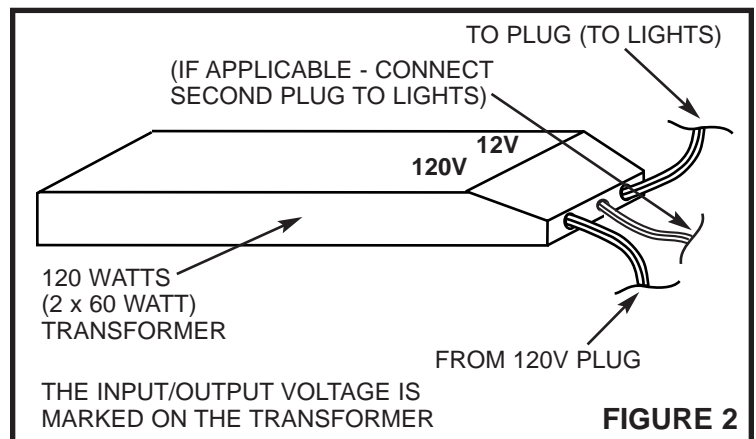 TO PLUG (TO LIGHTS)
(IF APPLICABLE - CONNECT
SECOND PLUG TO LIGHTS)
12V
120V
120 WATTS
(2 x 60 WATT)
TRANSFORMER
FROM 120V PLUG
THE INPUT/OUTPUT VOLTAGE IS
MARKED ON THE TRANSFORMER
FIGURE 2